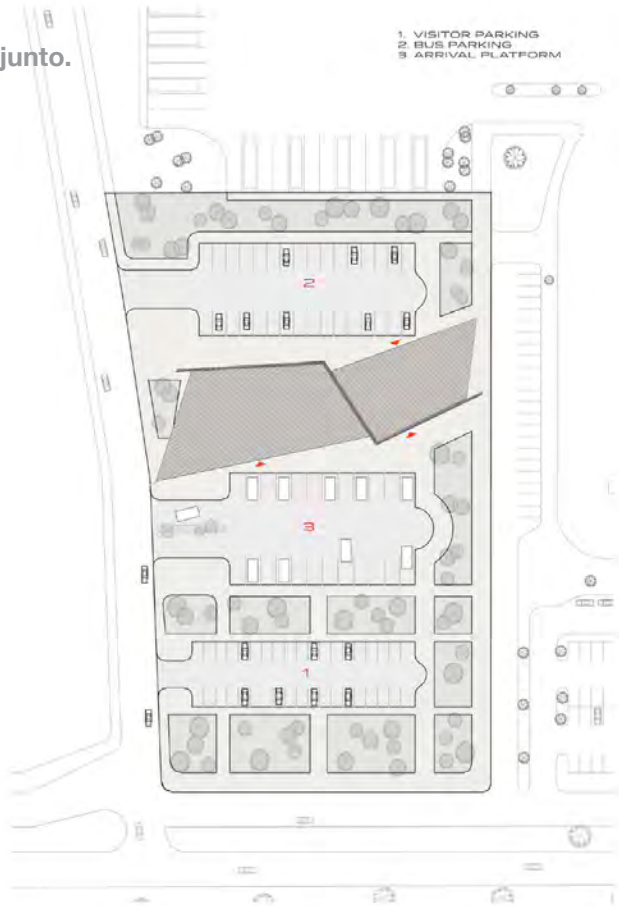 junto.
1. VISITOR PARKING
2. BUS PARKING
3 ARRIVAL PLATFORM
2
3
1